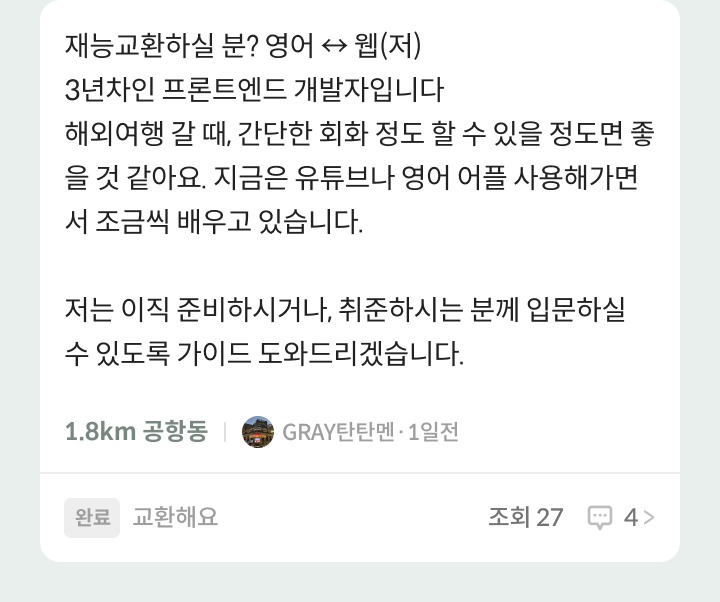 재능교환하실 분? 영어 ↔ 웹(저)
3년차인 프론트엔드 개발자입니다
해외여행 갈 때, 간단한 회화 정도 할 수 있을 정도면 좋
을 것 같아요. 지금은 유튜브나 영어 어플 사용해가면
서 조금씩 배우고 있습니다.
저는 이직 준비하시거나, 취준하시는 분께 입문하실
수 있도록 가이드 도와드리겠습니다.
1.8km 공항동 | GRAY탄탄멘 · 1일전
완료 교환해요 조회 27 4 >